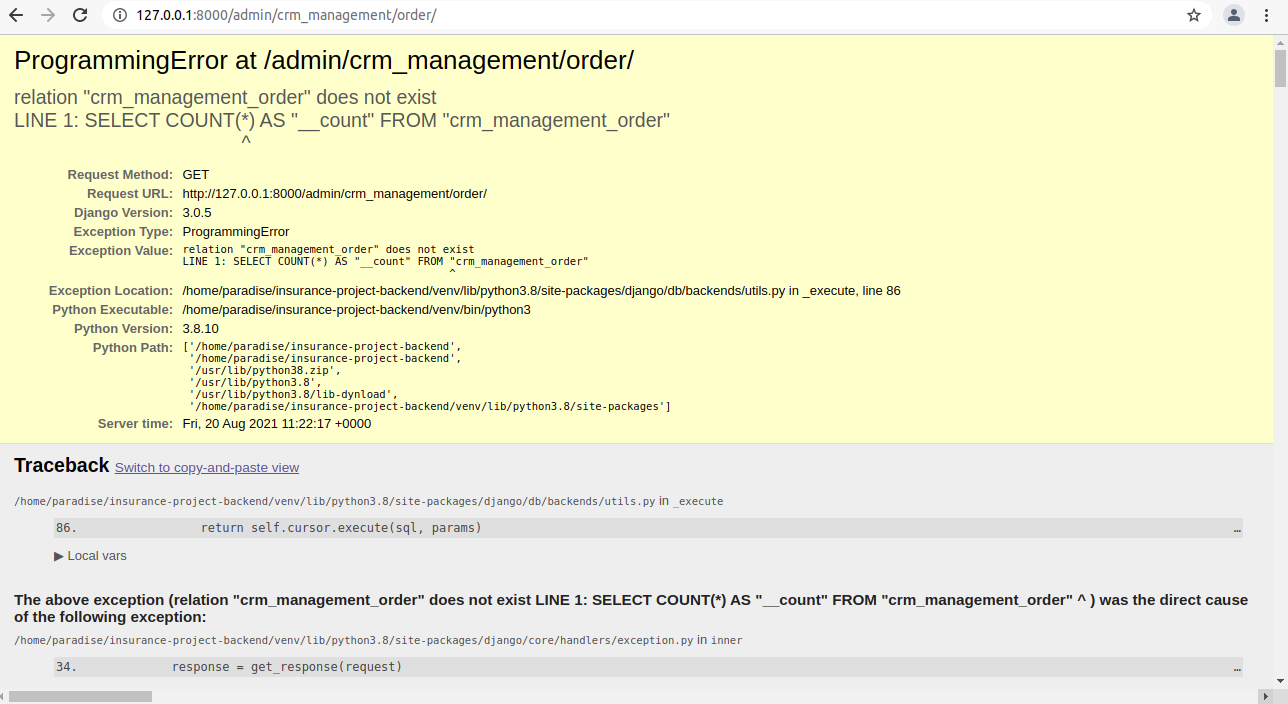 127.0.0.1:8000/admin/crm_management/order/
ProgrammingError at /admin/crm_management/order/
relation "crm_management_order" does not exist
LINE 1: SELECT COUNT(*) AS "__count" FROM "crm_management_order"
^
Request Method: GET
Request URL: http://127.0.0.1:8000/admin/crm_management/order/
Django Version: 3.0.5
Exception Type: ProgrammingError
Exception Value: relation "crm_management_order" does not exist
LINE 1: SELECT COUNT(*) AS "__count" FROM "crm_management_order"
^
Exception Location: /home/paradise/insurance-project-backend/venv/lib/python3.8/site-packages/django/db/backends/utils.py in _execute, line 86
Python Executable: /home/paradise/insurance-project-backend/venv/bin/python3
Python Version: 3.8.10
Python Path: ['/home/paradise/insurance-project-backend',
'/home/paradise/insurance-project-backend',
'/usr/lib/python38.zip',
'/usr/lib/python3.8',
'/usr/lib/python3.8/lib-dynload',
'/home/paradise/insurance-project-backend/venv/lib/python3.8/site-packages']
Server time: Fri, 20 Aug 2021 11:22:17 +0000
Traceback Switch to copy-and-paste view
/home/paradise/insurance-project-backend/venv/lib/python3.8/site-packages/django/db/backends/utils.py in _execute
86. return self.cursor.execute(sql, params) …
▶ Local vars
The above exception (relation "crm_management_order" does not exist LINE 1: SELECT COUNT(*) AS "__count" FROM "crm_management_order" ^ ) was the direct cause
of the following exception:
/home/paradise/insurance-project-backend/venv/lib/python3.8/site-packages/django/core/handlers/exception.py in inner
34. response = get_response(request) …